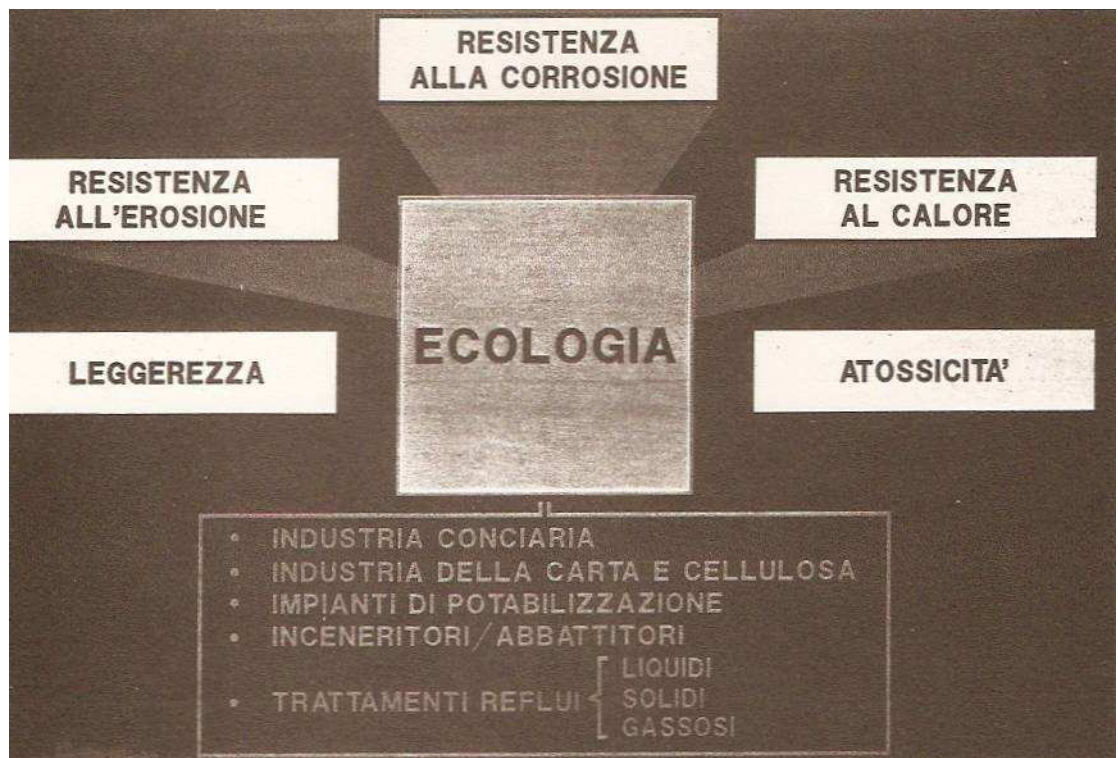 RESISTENZA
ALLA CORROSIONE
RESISTENZA
ALL'EROSIONE
RESISTENZA
AL CALORE
ECOLOGIA
LEGGEREZZA
ATOSSICITA'
• INDUSTRIA CONCIARIA
• INDUSTRIA DELLA CARTA E CELLULOSA
• IMPIANTI DI POTABILIZZAZIONE
• INCENERITORI/ABBATTITORI
• TRATTAMENTI REFLUI
LIQUIDI
SOLIDI
GASSOSI